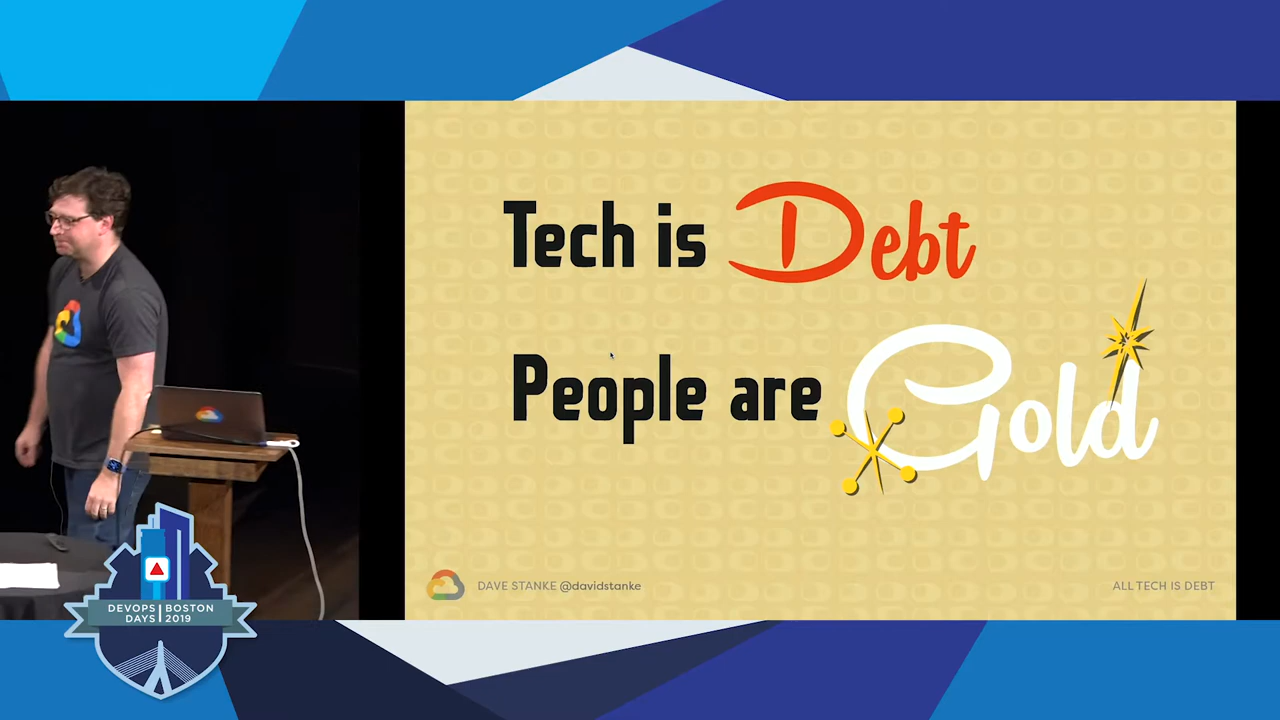 Tech is Debt
People are Gold
DAVE STANKE @davidstanke
ALL TECH IS DEBT
DEVOPS BOSTON
DAYS 2019